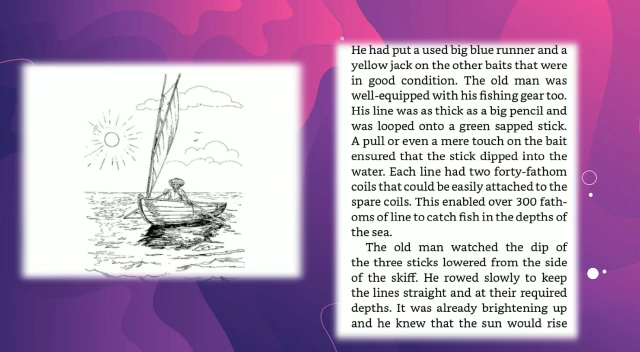 He had put a used big blue runner and a
yellow jack on the other baits that were
in good condition. The old man was
well-equipped with his fishing gear too.
His line was as thick as a big pencil and
was looped onto a green sapped stick.
A pull or even a mere touch on the bait
ensured that the stick dipped into the
water. Each line had two forty-fathom
coils that could be easily attached to the
spare coils. This enabled over 300 fath-
oms of line to catch fish in the depths of
the sea.
The old man watched the dip of
the three sticks lowered from the side
of the skiff. He rowed slowly to keep
the lines straight and at their required
depths. It was already brightening up
and he knew that the sun would rise